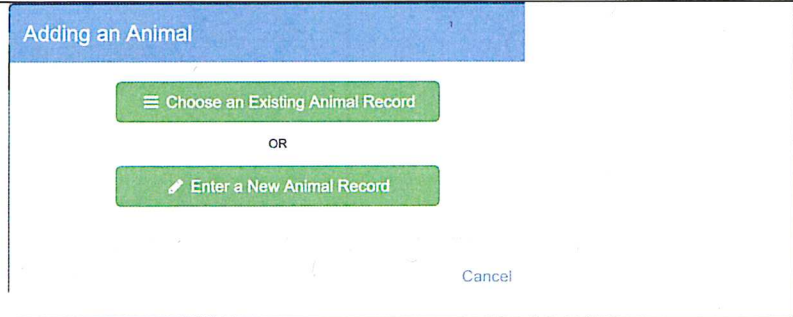 Adding an Animal
Choose an Existing Animal Record
OR
Enter a New Animal Record
Cancel